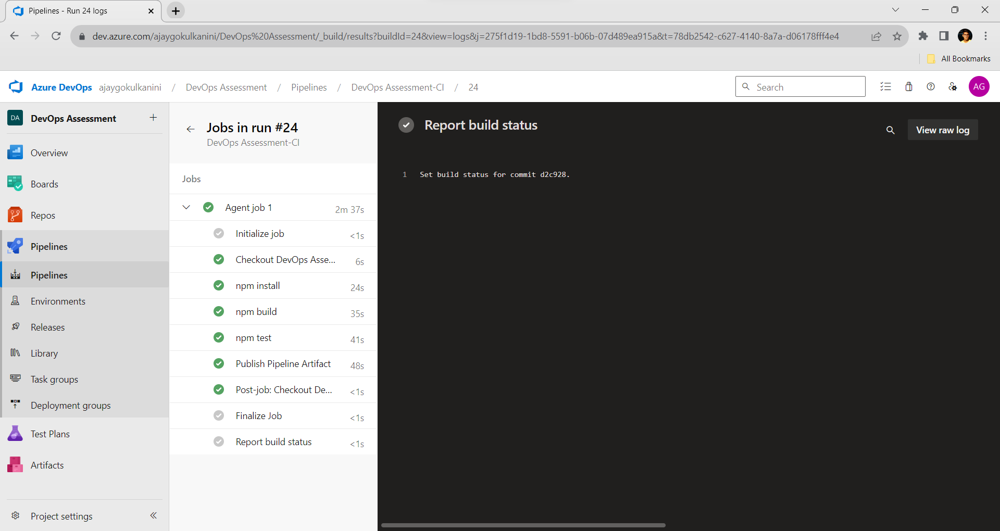 Pipelines - Run 24 logs
dev.azure.com/ajaygokulkanini/DevOps%20Assessment/_build/results?buildId=24&view=logs&j=275f1d19-1bd8-5591-b06b-07d489ea915a&t=78db2542-c627-4140-8a7a-d06178fff4e4
All Bookmarks
Azure DevOps ajaygokulkanini / DevOps Assessment / Pipelines / DevOps Assessment-CI / 24
Search
AG
DA DevOps Assessment
Overview
Boards
Repos
Pipelines
Pipelines
Environments
Releases
Library
Task groups
Deployment groups
Test Plans
Artifacts
Project settings
Jobs in run #24
DevOps Assessment-CI
Jobs
Agent job 1 2m 37s
Initialize job <1s
Checkout DevOps Asse... 6s
npm install 24s
npm build 35s
npm test 41s
Publish Pipeline Artifact 48s
Post-job: Checkout De... <1s
Finalize Job <1s
Report build status <1s
Report build status
View raw log
1 Set build status for commit d2c928.